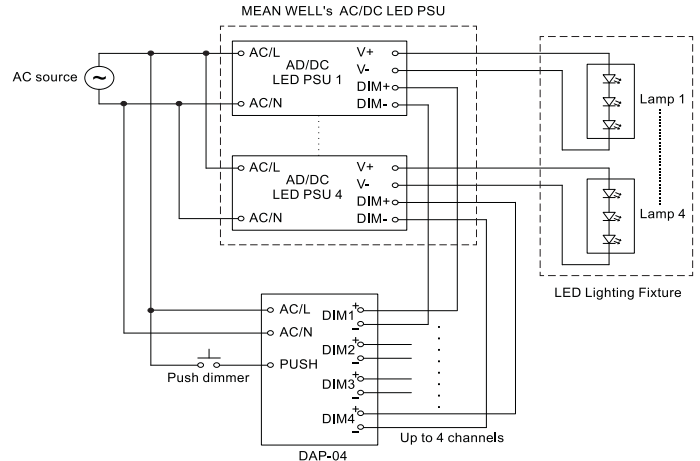 MEAN WELL's AC/DC LED PSU
AC source
~
AC/L
AD/DC
LED PSU 1
AC/N
V+
V-
DIM+
DIM-
AC/L
AD/DC
LED PSU 4
AC/N
V+
V-
DIM+
DIM-
Lamp 1
Lamp 4
LED Lighting Fixture
AC/L
AC/N
PUSH
Push dimmer
DIM1
+
-
DIM2
+
-
DIM3
+
-
DIM4
+
-
Up to 4 channels
DAP-04